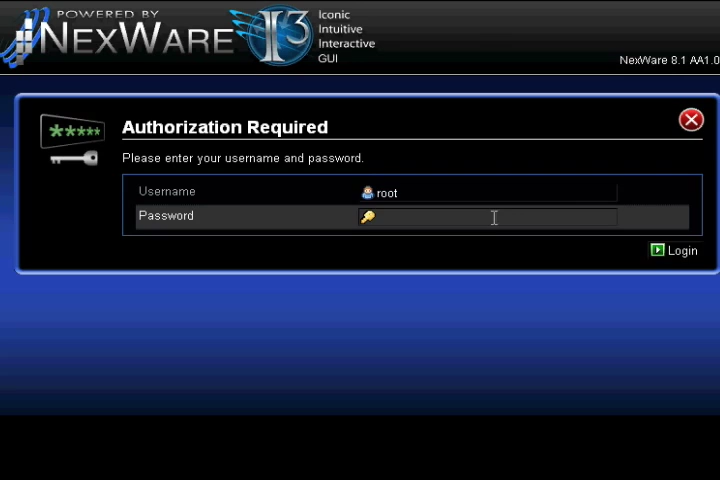 POWERED BY
NEXWARE
I3
Iconic
Intuitive
Interactive
GUI
NexWare 8.1 AA1.0
*****
Authorization Required
Please enter your username and password.
Username root
Password
Login